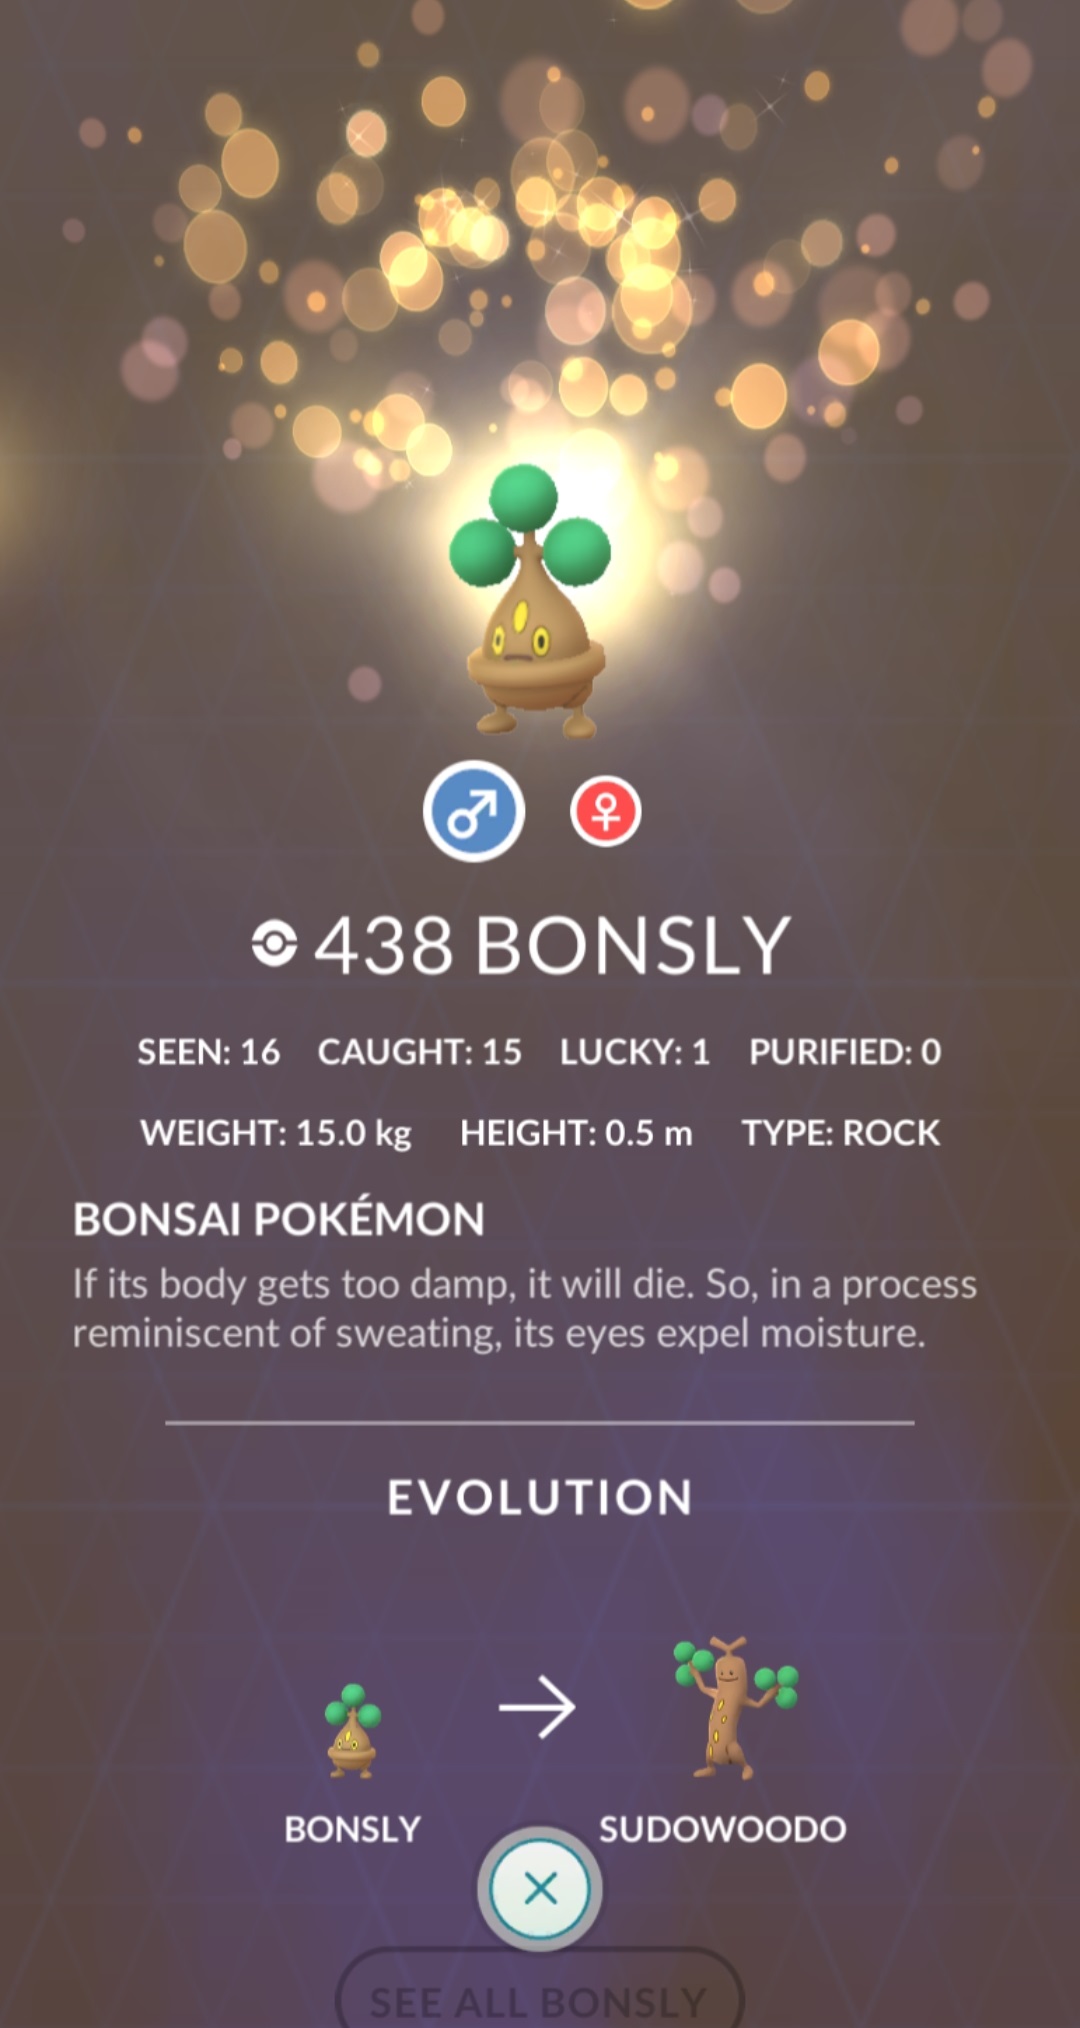 438 BONSLY
SEEN: 16 CAUGHT: 15 LUCKY: 1 PURIFIED: 0
WEIGHT: 15.0 kg HEIGHT: 0.5 m TYPE: ROCK
BONSAI POKÉMON
If its body gets too damp, it will die. So, in a process
reminiscent of sweating, its eyes expel moisture.
EVOLUTION
BONSLY SUDOWOODO
SEE ALL BONSLY